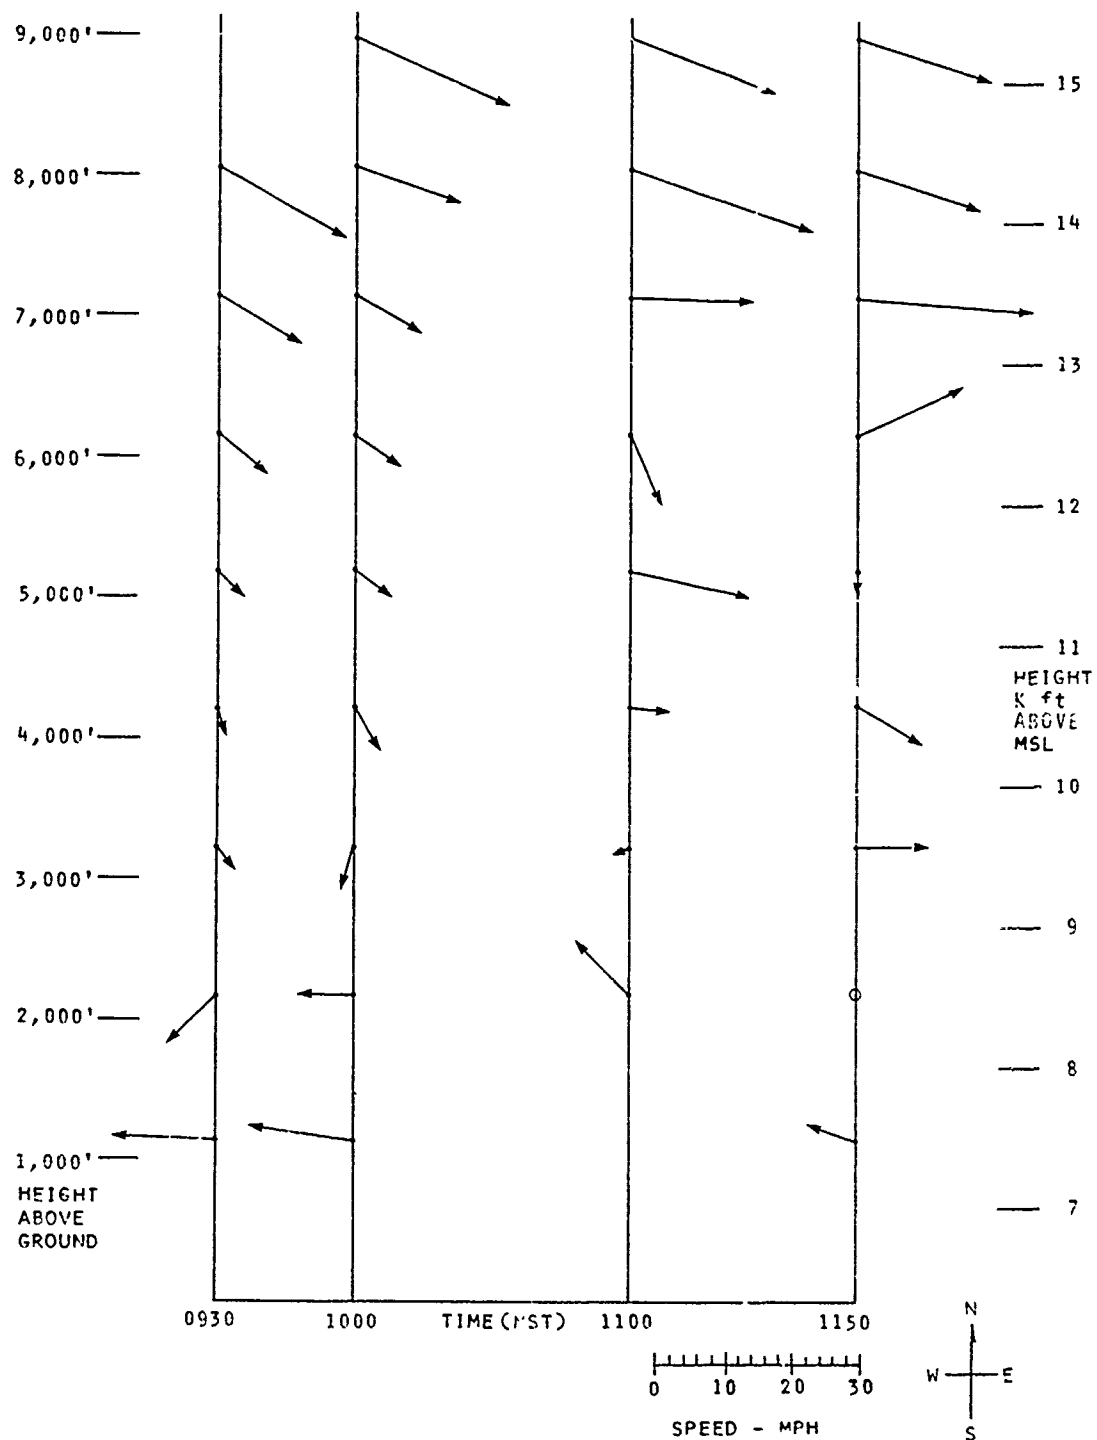 9,000'
15
8,000'
14
7,000'
13
6,000'
12
5,000'
11
HEIGHT
K ft
ABOVE
MSL
4,000'
10
3,000'
9
2,000'
8
1,000'
HEIGHT
ABOVE
GROUND
7
0930 1000 TIME (MST) 1100 1150
N
W E
S
0 10 20 30
SPEED - MPH